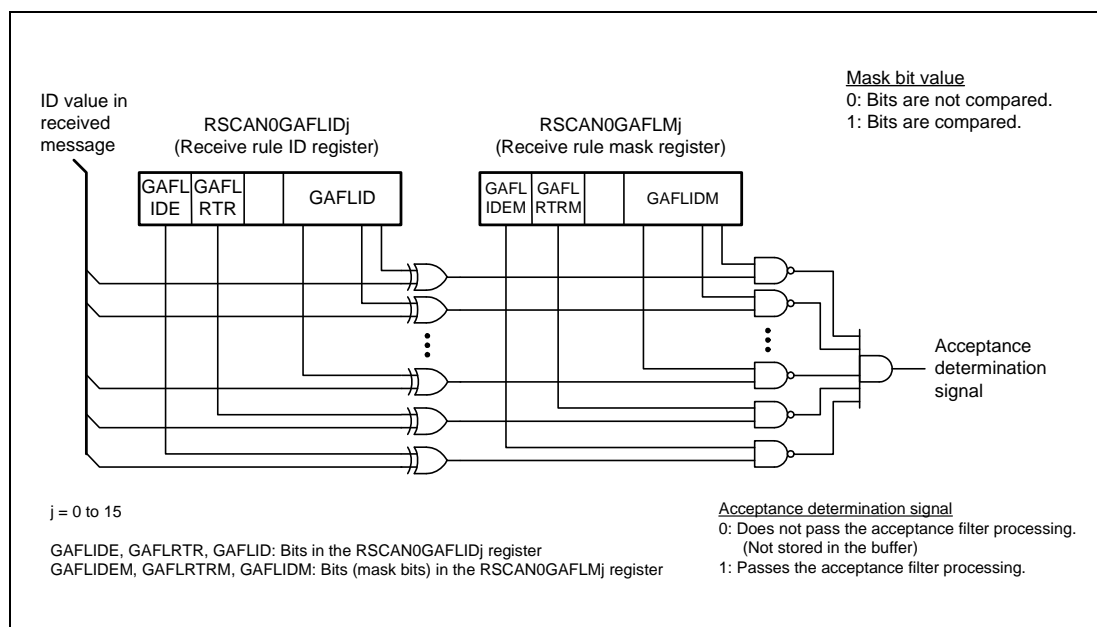 ID value in
received
message
RSCAN0GAFLIDj
(Receive rule ID register)
GAFL
IDE
GAFL
RTR
GAFLID
RSCAN0GAFLMj
(Receive rule mask register)
GAFL
IDEM
GAFL
RTRM
GAFLIDM
Mask bit value
0: Bits are not compared.
1: Bits are compared.
Acceptance
determination
signal
j = 0 to 15
GAFLIDE, GAFLRTR, GAFLID: Bits in the RSCAN0GAFLIDj register
GAFLIDEM, GAFLRTRM, GAFLIDM: Bits (mask bits) in the RSCAN0GAFLMj register
Acceptance determination signal
0: Does not pass the acceptance filter processing.
(Not stored in the buffer)
1: Passes the acceptance filter processing.